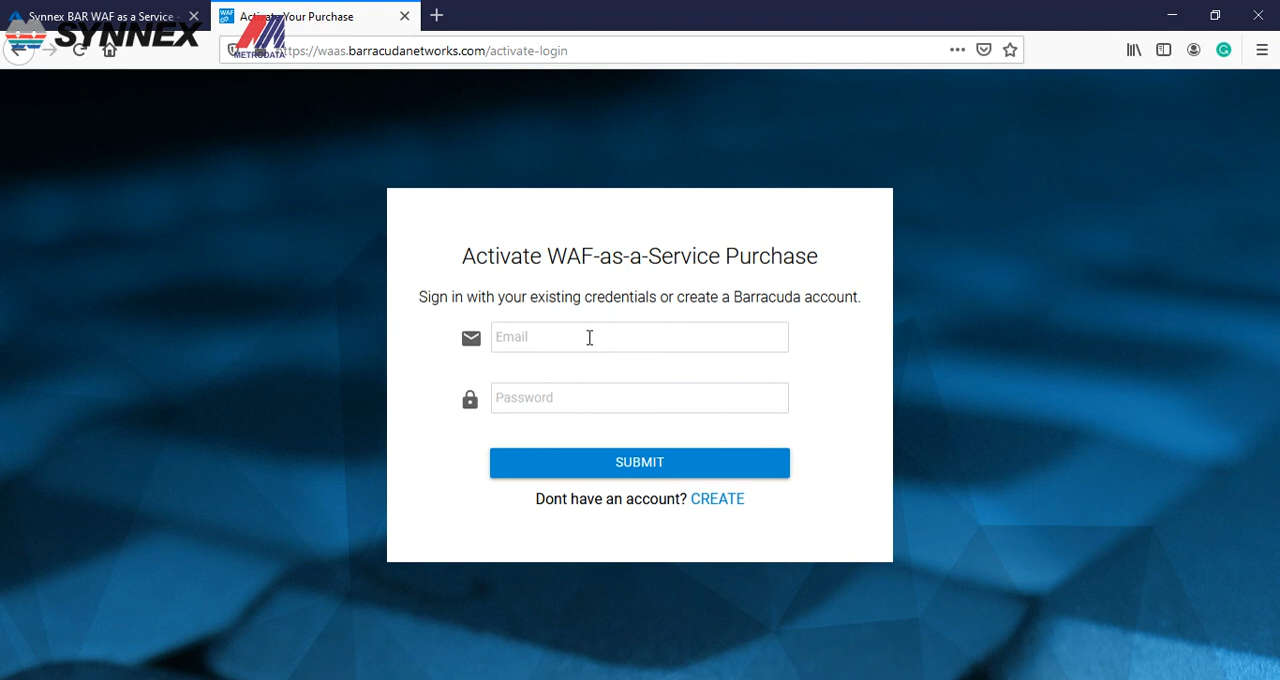 Synnex BAR WAF as a Service -
Activate Your Purchase
SYNNEX
METRODATA
https://waas.barracudanetworks.com/activate-login
Activate WAF-as-a-Service Purchase
Sign in with your existing credentials or create a Barracuda account.
Email
Password
SUBMIT
Dont have an account? CREATE